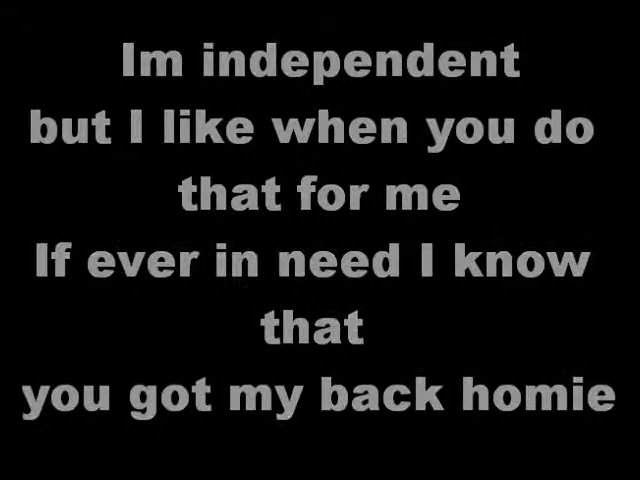 Im independent
but I like when you do
that for me
If ever in need I know
that
you got my back homie